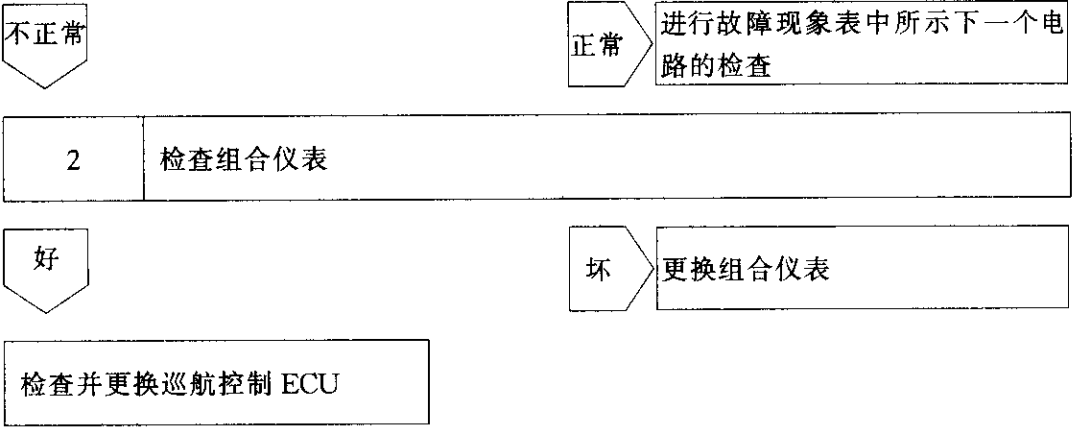 不正常
正常
进行故障现象表中所示下一个电
路的检查
2
检查组合仪表
好
坏
更换组合仪表
检查并更换巡航控制 ECU